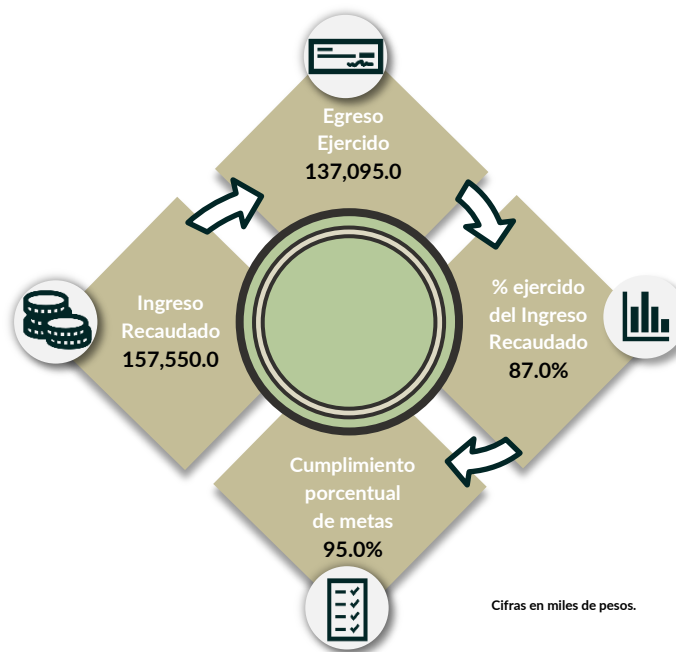 Egreso
Ejercido
137,095.0
Ingreso
Recaudado
157,550.0
% ejercido
del Ingreso
Recaudado
87.0%
Cumplimiento
porcentual
de metas
95.0%
Cifras en miles de pesos.